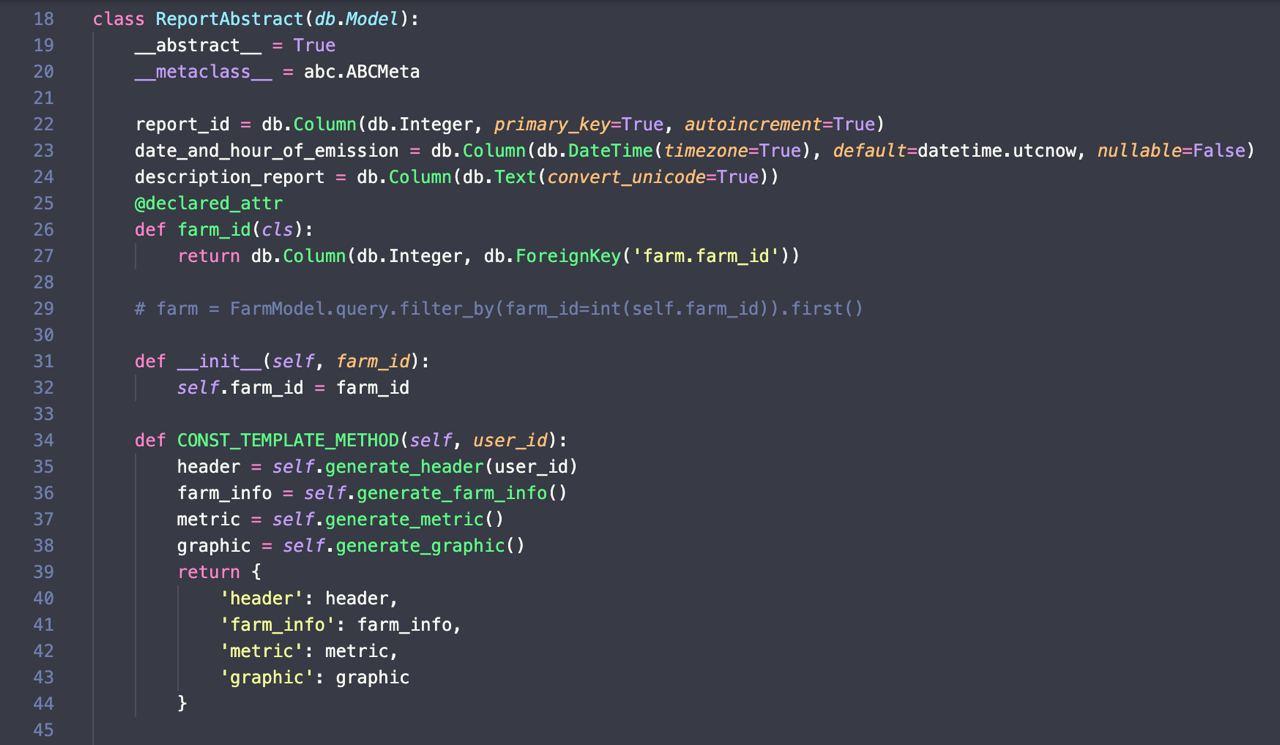 18 class ReportAbstract(db.Model):
19     __abstract__ = True
20     __metaclass__ = abc.ABCMeta
21
22     report_id = db.Column(db.Integer, primary_key=True, autoincrement=True)
23     date_and_hour_of_emission = db.Column(db.DateTime(timezone=True), default=datetime.utcnow, nullable=False)
24     description_report = db.Column(db.Text(convert_unicode=True))
25     @declared_attr
26     def farm_id(cls):
27         return db.Column(db.Integer, db.ForeignKey('farm.farm_id'))
28
29     # farm = FarmModel.query.filter_by(farm_id=int(self.farm_id)).first()
30
31     def __init__(self, farm_id):
32         self.farm_id = farm_id
33
34     def CONST_TEMPLATE_METHOD(self, user_id):
35         header = self.generate_header(user_id)
36         farm_info = self.generate_farm_info()
37         metric = self.generate_metric()
38         graphic = self.generate_graphic()
39         return {
40             'header': header,
41             'farm_info': farm_info,
42             'metric': metric,
43             'graphic': graphic
44         }
45